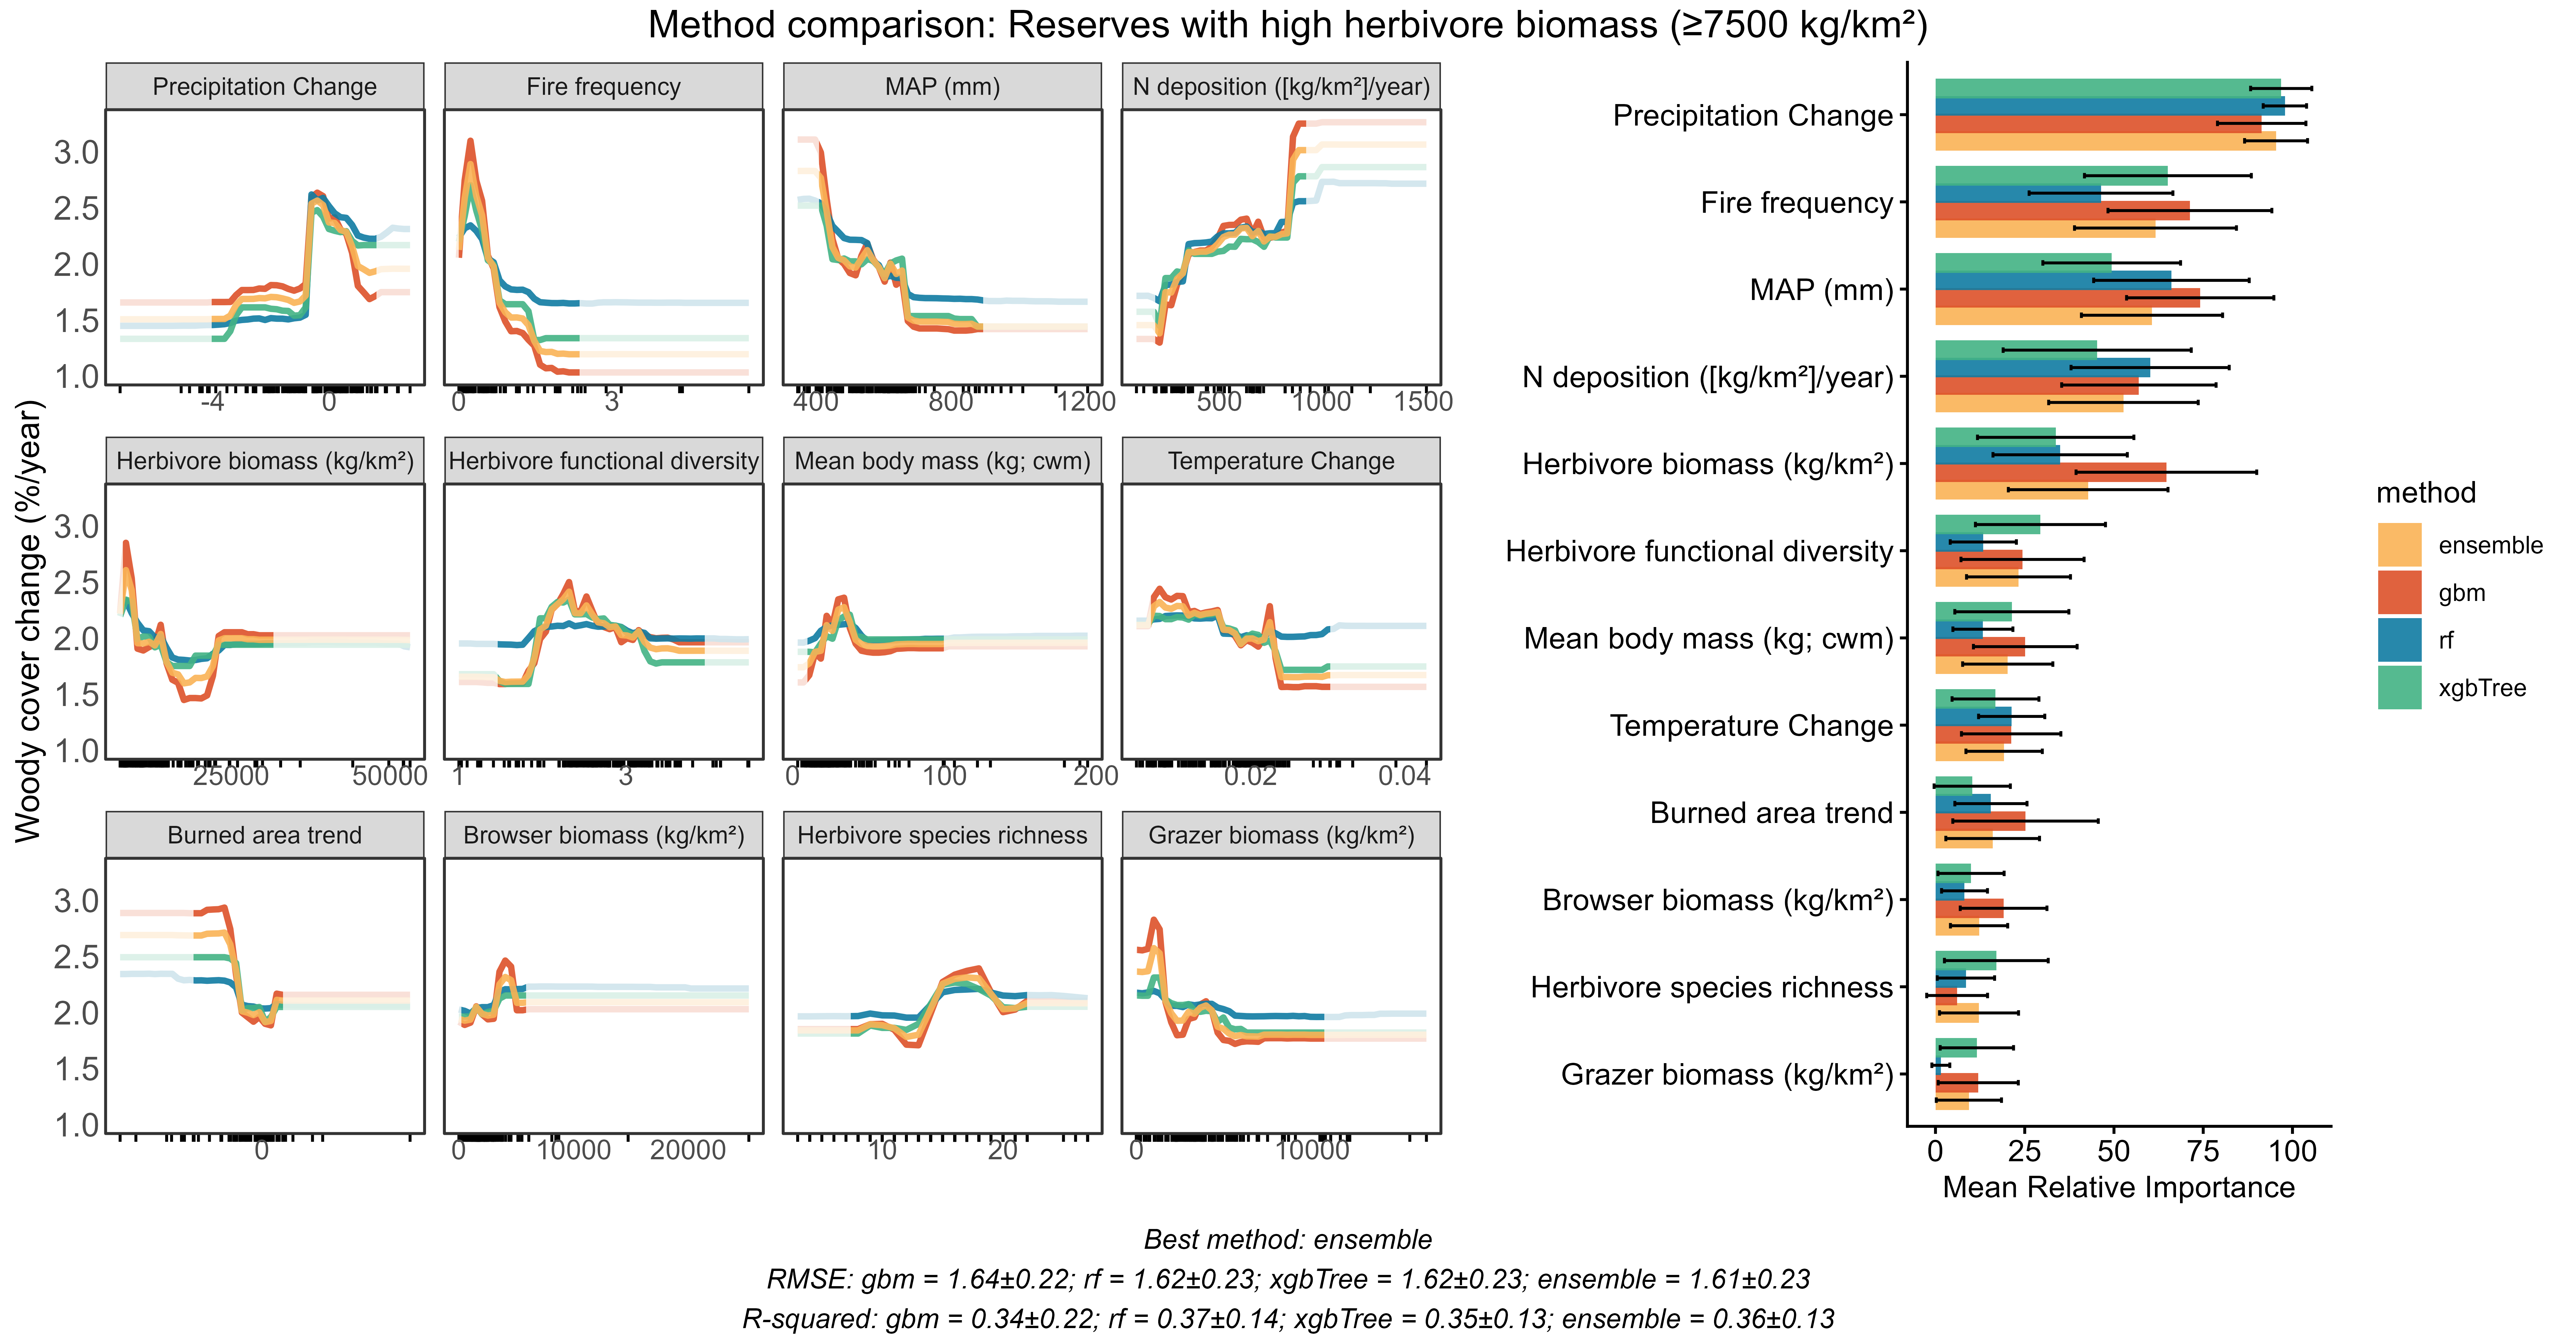 Method comparison: Reserves with high herbivore biomass (≥7500 kg/km²)
Woody cover change (%/year)
Precipitation Change
Fire frequency
MAP (mm)
N deposition ([kg/km²]/year)
3.0
2.5
2.0
1.5
1.0
-4 0
0 3
400 800 1200
500 1000 1500
Herbivore biomass (kg/km²)
Herbivore functional diversity
Mean body mass (kg; cwm)
Temperature Change
3.0
2.5
2.0
1.5
1.0
25000 50000
1 3
0 100 200
0.02 0.04
Burned area trend
Browser biomass (kg/km²)
Herbivore species richness
Grazer biomass (kg/km²)
3.0
2.5
2.0
1.5
1.0
0
0 10000 20000
10 20
0 10000
Precipitation Change
Fire frequency
MAP (mm)
N deposition ([kg/km²]/year)
Herbivore biomass (kg/km²)
Herbivore functional diversity
Mean body mass (kg; cwm)
Temperature Change
Burned area trend
Browser biomass (kg/km²)
Herbivore species richness
Grazer biomass (kg/km²)
0 25 50 75 100
Mean Relative Importance
method
ensemble
gbm
rf
xgbTree
Best method: ensemble
RMSE: gbm = 1.64±0.22; rf = 1.62±0.23; xgbTree = 1.62±0.23; ensemble = 1.61±0.23
R-squared: gbm = 0.34±0.22; rf = 0.37±0.14; xgbTree = 0.35±0.13; ensemble = 0.36±0.13